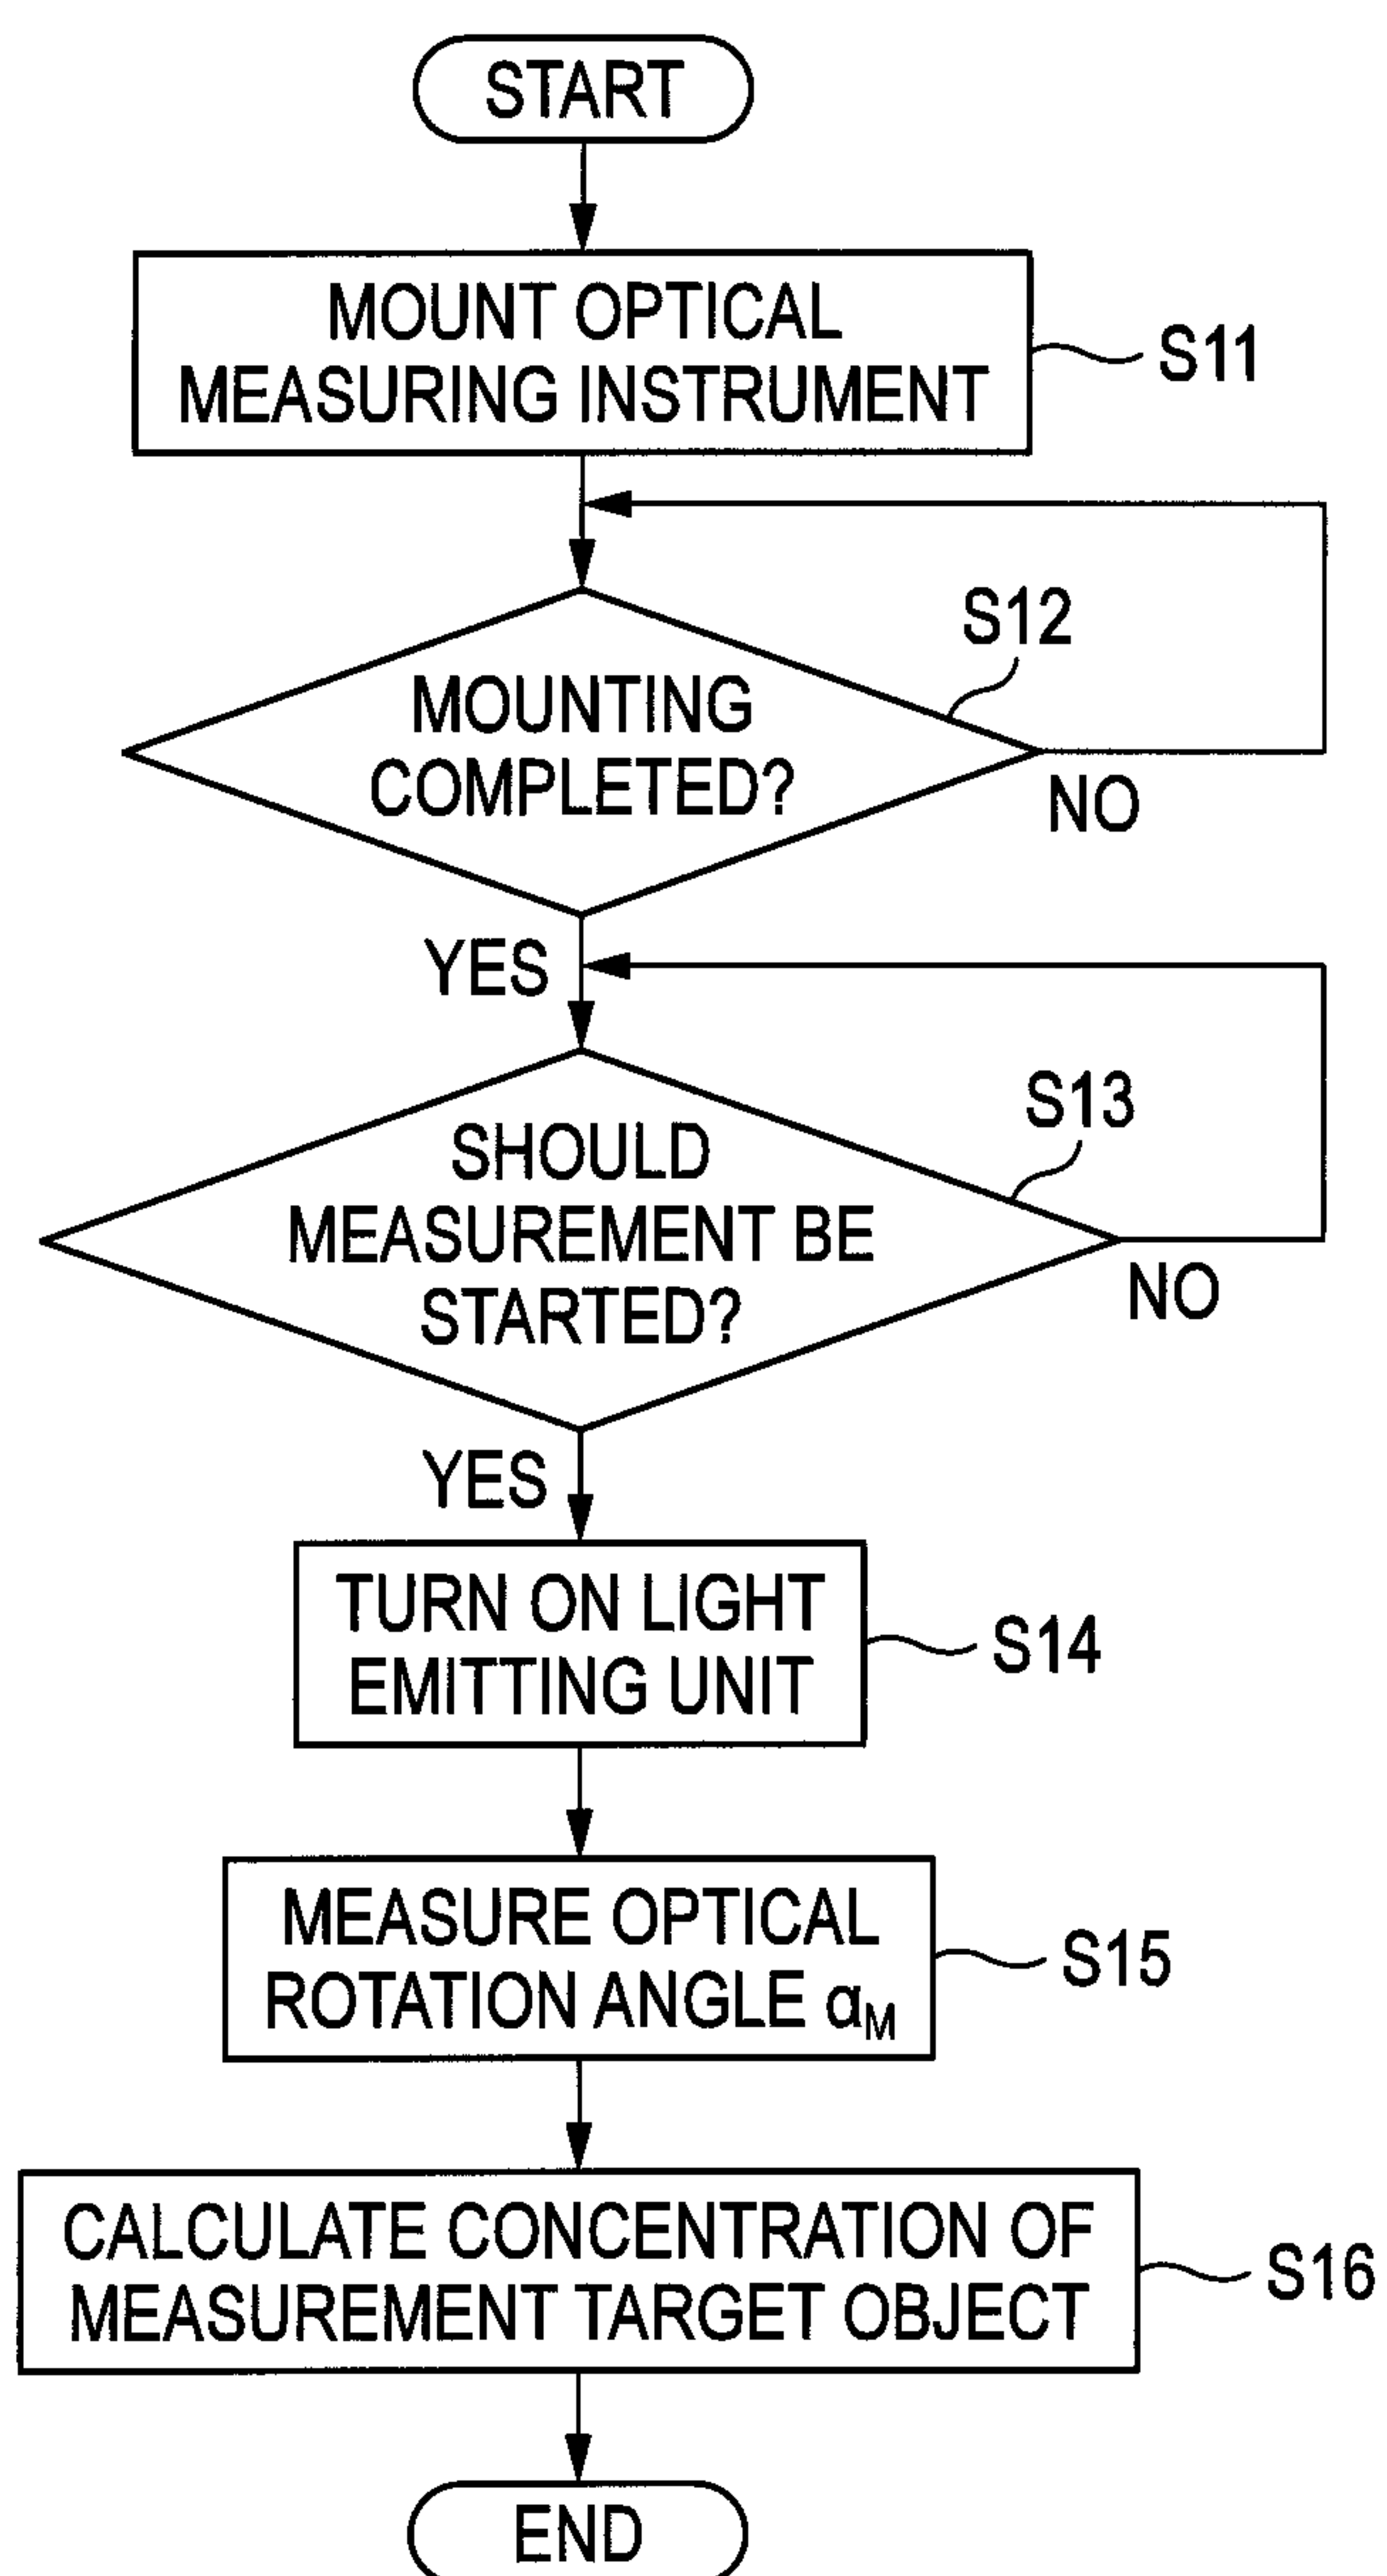 START
MOUNT OPTICAL
MEASURING INSTRUMENT
S11
S12
MOUNTING
COMPLETED?
NO
YES
S13
SHOULD
MEASUREMENT BE
STARTED?
NO
YES
TURN ON LIGHT
EMITTING UNIT
S14
MEASURE OPTICAL
ROTATION ANGLE αM
S15
CALCULATE CONCENTRATION OF
MEASUREMENT TARGET OBJECT
S16
END